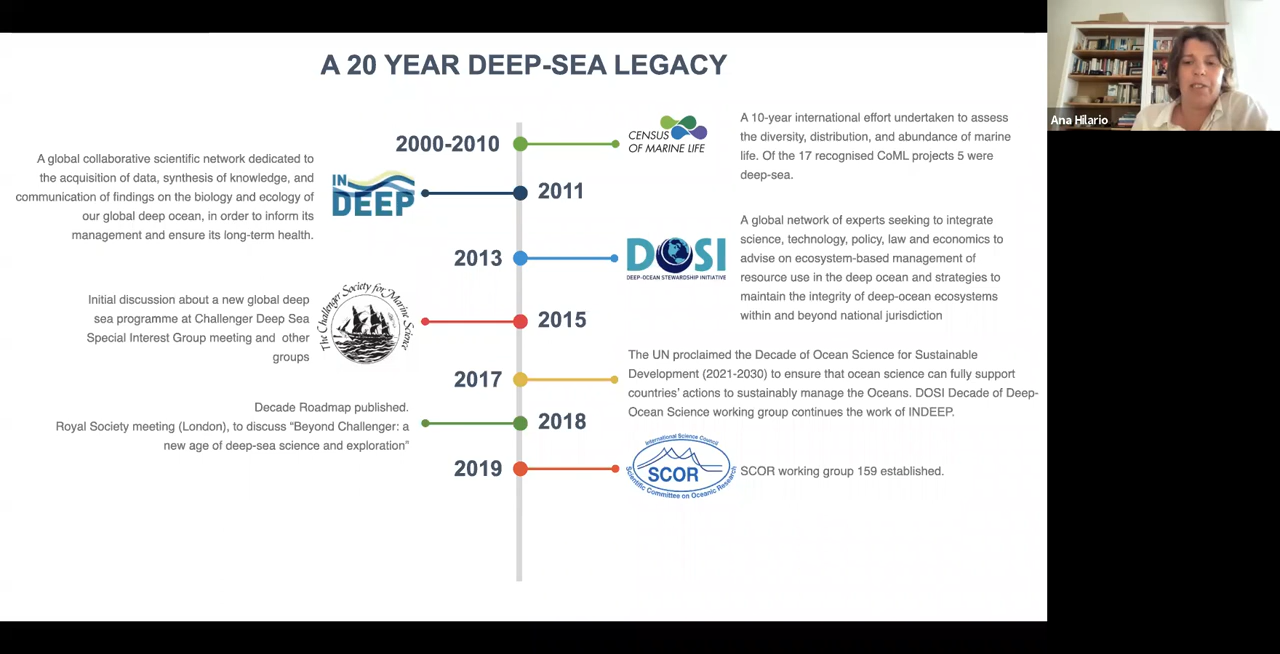 A 20 YEAR DEEP-SEA LEGACY
Ana Hilario
2000-2010
CENSUS
OF MARINE LIFE
A 10-year international effort undertaken to assess
the diversity, distribution, and abundance of marine
life. Of the 17 recognised CoML projects 5 were
deep-sea.
A global collaborative scientific network dedicated to
the acquisition of data, synthesis of knowledge, and
communication of findings on the biology and ecology of
our global deep ocean, in order to inform its
management and ensure its long-term health.
IN
DEEP
2011
2013
DOSI
DEEP-OCEAN STEWARDSHIP INITIATIVE
A global network of experts seeking to integrate
science, technology, policy, law and economics to
advise on ecosystem-based management of
resource use in the deep ocean and strategies to
maintain the integrity of deep-ocean ecosystems
within and beyond national jurisdiction
Initial discussion about a new global deep
sea programme at Challenger Deep Sea
Special Interest Group meeting and other
groups
The Challenger Society for Marine Science
2015
2017
The UN proclaimed the Decade of Ocean Science for Sustainable
Development (2021-2030) to ensure that ocean science can fully support
countries' actions to sustainably manage the Oceans. DOSI Decade of Deep-
Ocean Science working group continues the work of INDEEP.
Decade Roadmap published.
Royal Society meeting (London), to discuss “Beyond Challenger: a
new age of deep-sea science and exploration”
2018
2019
International Science Council
SCOR
Scientific Committee on Oceanic Research
SCOR working group 159 established.